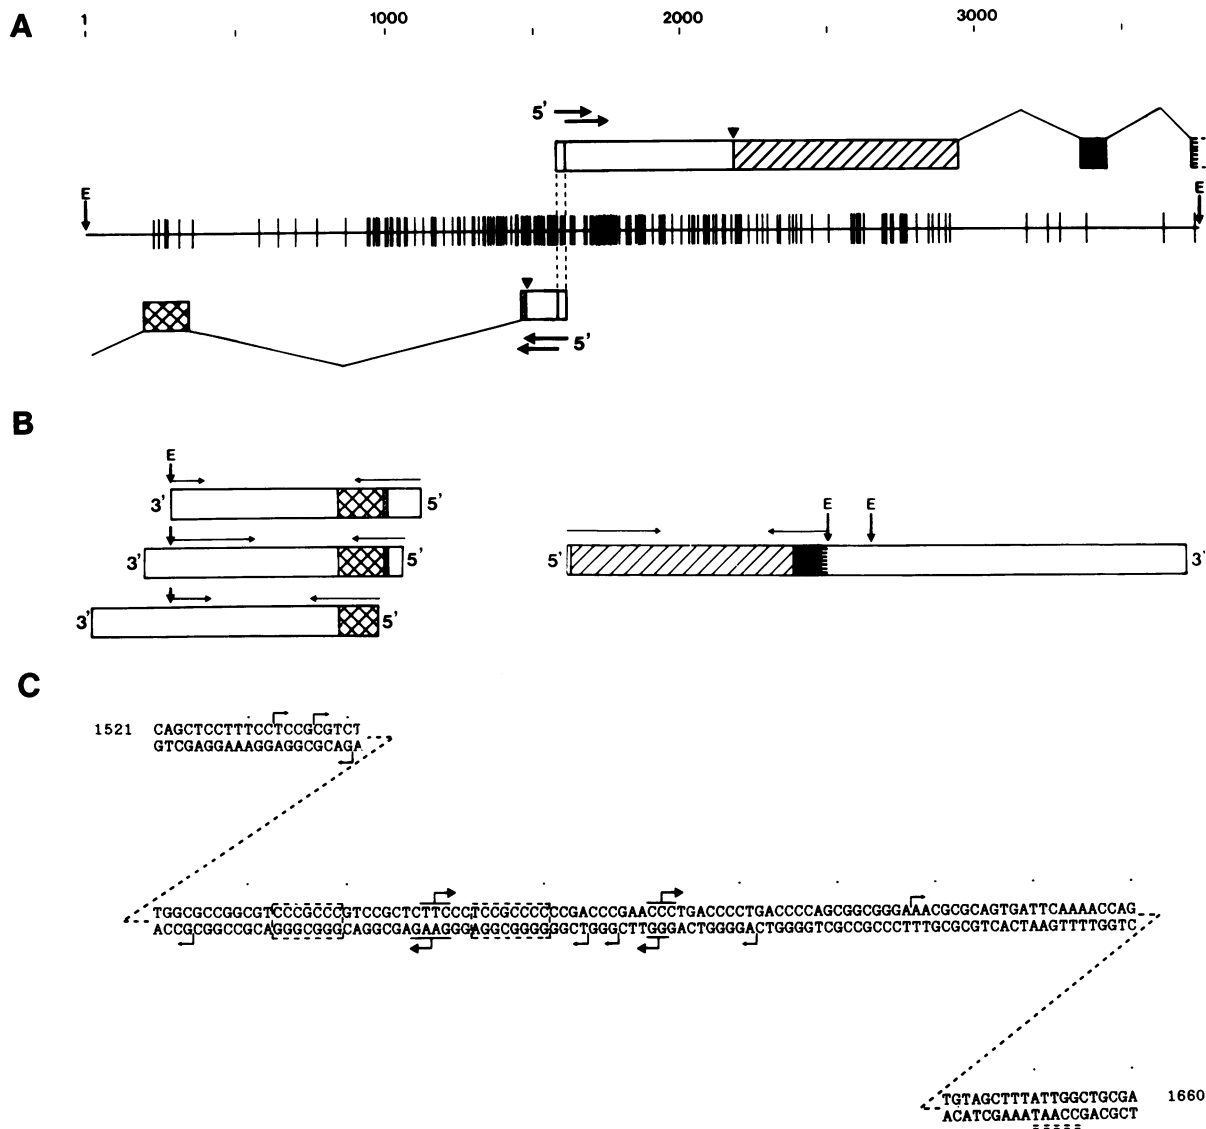 A
1 1000 2000 3000
5'
E E
5'
B
E
3' 5'
E E
3' 5' 5' 3'
3' 5'
C
1521 CAGCTCCTTTCCTCCGCGTCT
GTCGAGGAAAGGAGGCGCAGA
TGGCGCCGGCGTCCCGCCCGTCCGCTCTTCCCTCCGCCCCCCGACCCGAACCCTGACCCCTGACCCCAGCGGCGGGAAACGCGCAGTGATTCAAAACCAG
ACCGCGGCCGCAGGGCGGGCAGGCGAGAAGGGAGGCGGGGGGCTGGGCTTGGGACTGGGGACTGGGGTCGCCGCCCTTTGCGCGTCACTAAGTTTTGGTC
TGTAGCTTTATTGGCTGCGA 1660
ACATCGAAATAACCGACGCT